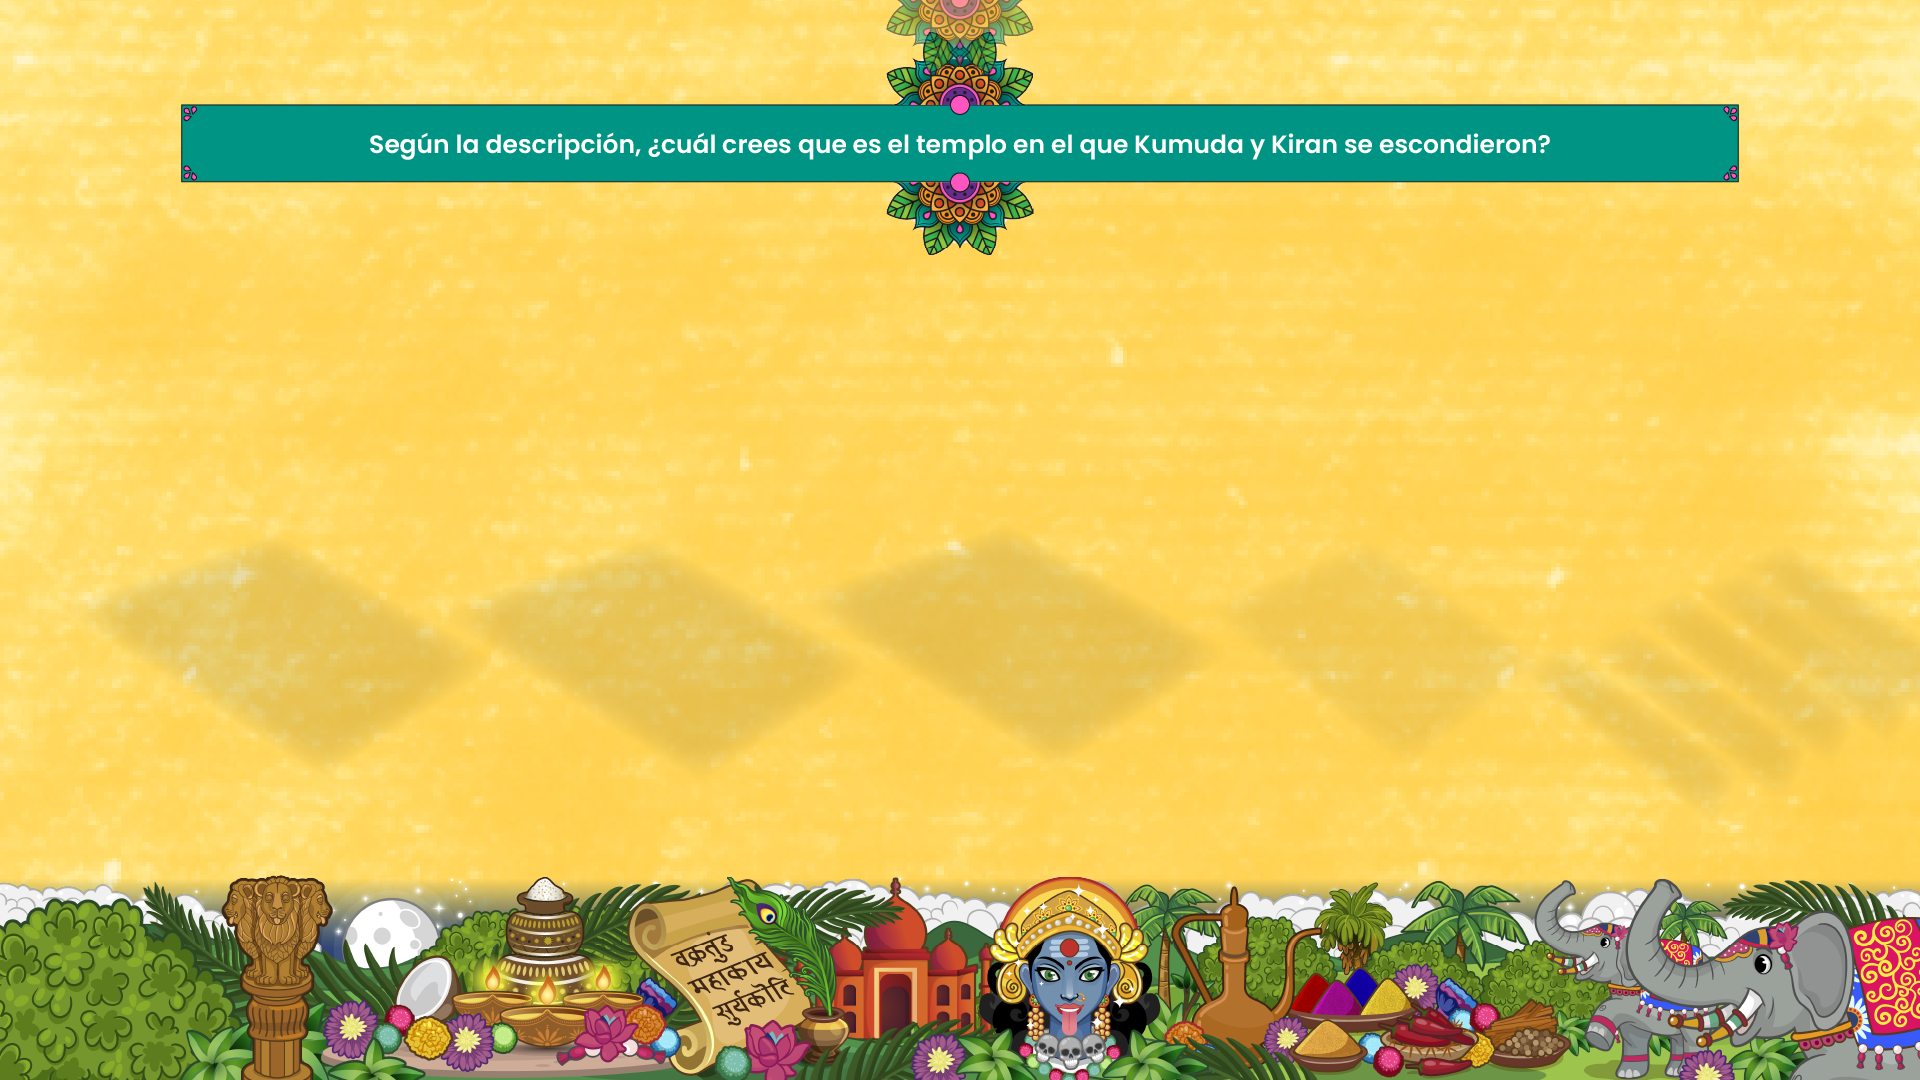 Según la descripción, ¿cuál crees que es el templo en el que Kumuda y Kiran se escondieron?
वक्रतुंड
महाकाय
सुर्यकोटि